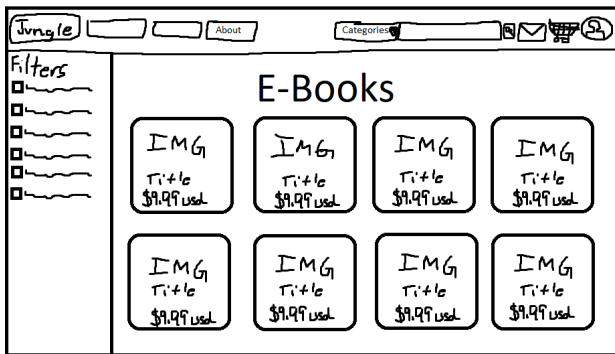 Jungle About Categories
Filters
E-Books
IMG IMG IMG IMG
Title Title Title Title
$9.99 usd $9.99 usd $9.99 usd $9.99 usd
IMG IMG IMG IMG
Title Title Title Title
$9.99 usd $9.99 usd $9.99 usd $9.99 usd